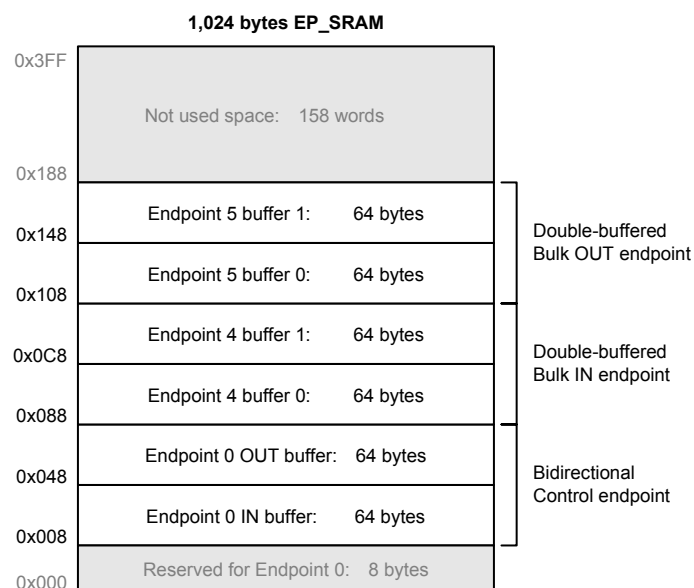 1,024 bytes EP_SRAM
0x3FF
Not used space: 158 words
0x188
Endpoint 5 buffer 1: 64 bytes
0x148
Double-buffered
Bulk OUT endpoint
Endpoint 5 buffer 0: 64 bytes
0x108
Endpoint 4 buffer 1: 64 bytes
0x0C8
Double-buffered
Bulk IN endpoint
Endpoint 4 buffer 0: 64 bytes
0x088
Endpoint 0 OUT buffer: 64 bytes
0x048
Bidirectional
Control endpoint
Endpoint 0 IN buffer: 64 bytes
0x008
Reserved for Endpoint 0: 8 bytes
0x000